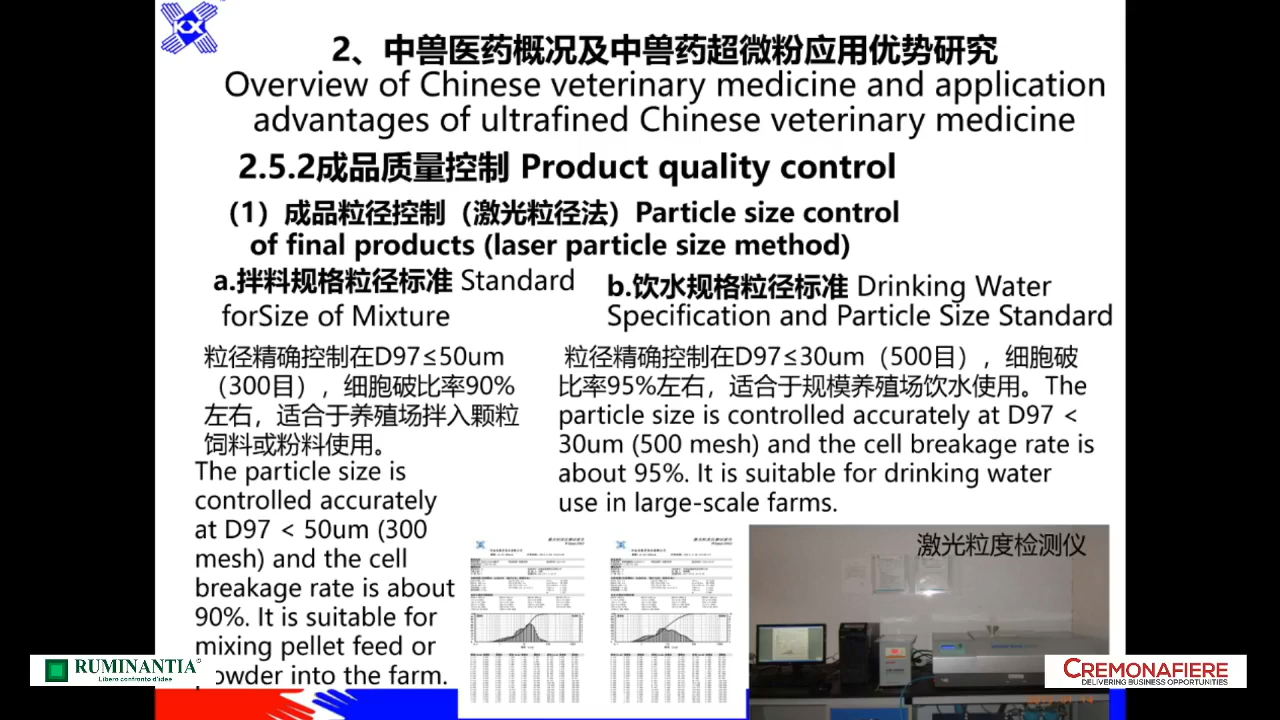 KX
2、中兽医药概况及中兽药超微粉应用优势研究
Overview of Chinese veterinary medicine and application
advantages of ultrafined Chinese veterinary medicine
2.5.2成品质量控制 Product quality control
（1）成品粒径控制（激光粒径法）Particle size control
of final products (laser particle size method)
a.拌料规格粒径标准 Standard
forSize of Mixture
粒径精确控制在D97≤50um
（300目），细胞破比率90%
左右，适合于养殖场拌入颗粒
饲料或粉料使用。
The particle size is
controlled accurately
at D97 < 50um (300
mesh) and the cell
breakage rate is about
90%. It is suitable for
mixing pellet feed or
powder into the farm.
b.饮水规格粒径标准 Drinking Water
Specification and Particle Size Standard
粒径精确控制在D97≤30um（500目），细胞破
比率95%左右，适合于规模养殖场饮水使用。The
particle size is controlled accurately at D97 <
30um (500 mesh) and the cell breakage rate is
about 95%. It is suitable for drinking water
use in large-scale farms.
激光粒度检测仪
RUMINANTIA
Libero confronto d'idee
CREMONAFIERE
DELIVERING BUSINESS OPPORTUNITIES